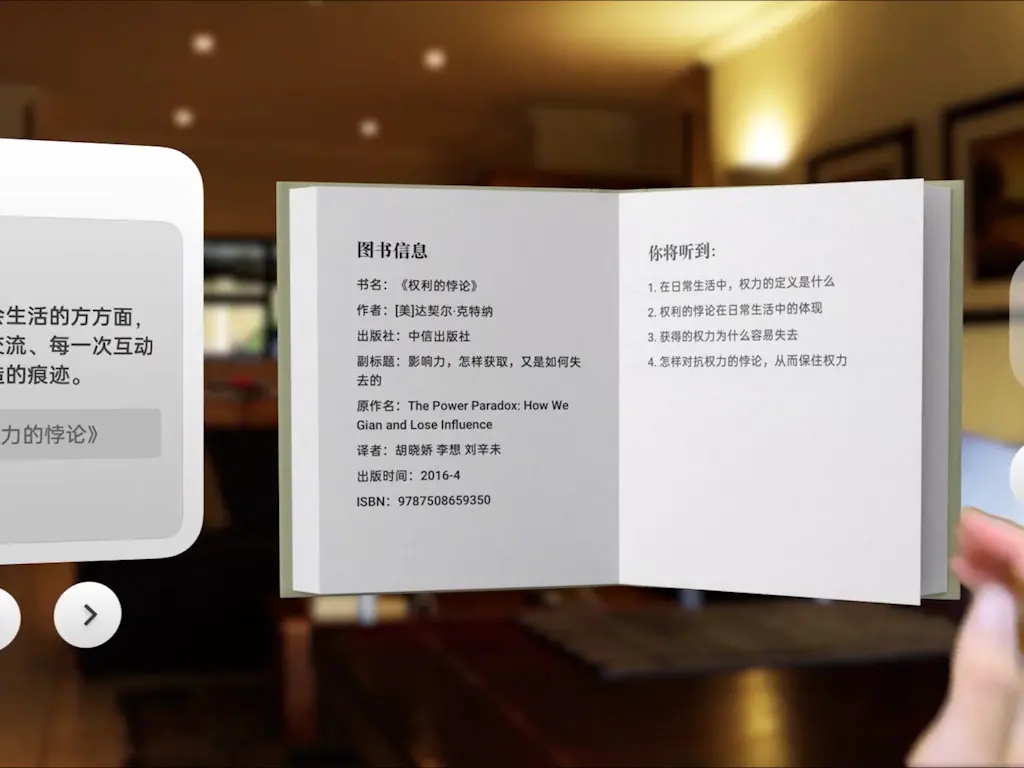 生活的方方面，
流、每一次互动
的痕迹。
力的悖论》
图书信息
书名：《权利的悖论》
作者：[美]达契尔·克特纳
出版社：中信出版社
副标题：影响力，怎样获取，又是如何失
去的
原作名：The Power Paradox: How We
Gian and Lose Influence
译者：胡晓娇 李想 刘辛未
出版时间：2016-4
ISBN：9787508659350
你将听到：
1. 在日常生活中，权力的定义是什么
2. 权利的悖论在日常生活中的体现
3. 获得的权力为什么容易失去
4. 怎样对抗权力的悖论，从而保住权力